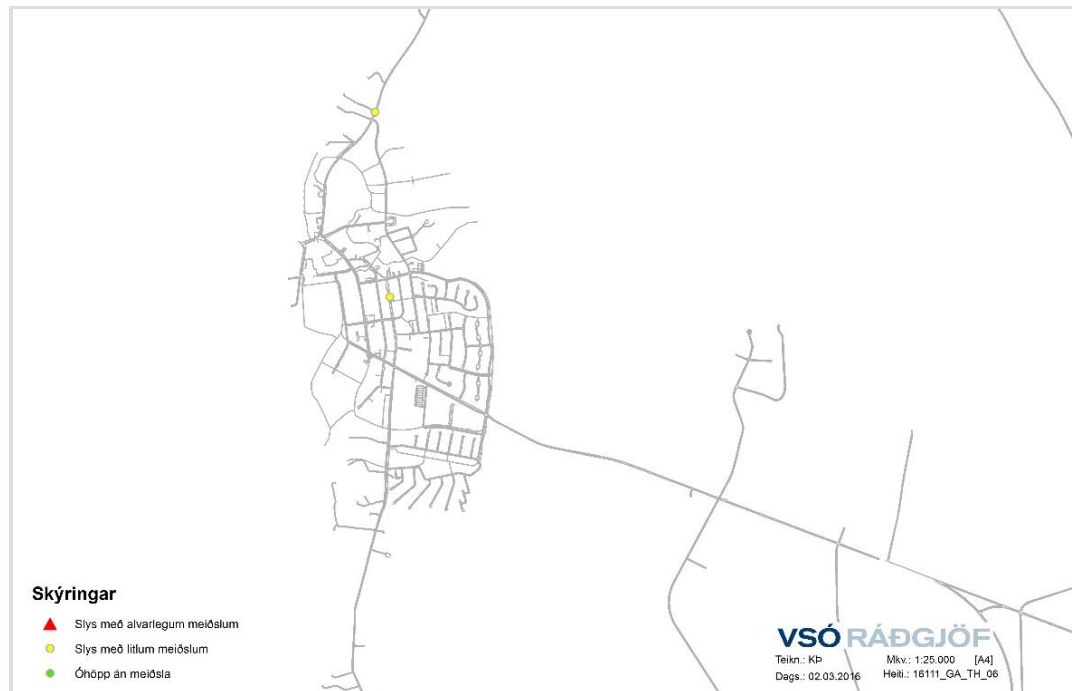 Skýringar
Slys með alvarlegum meiðslum
Slys með litlum meiðslum
Óhöpp án meiðsla
VSÓ RÁÐGJÖF
Teikn.: KÞ Mkv.: 1:25.000 [A4]
Dags.: 02.03.2016 Heiti.: 16111_GA_TH_06